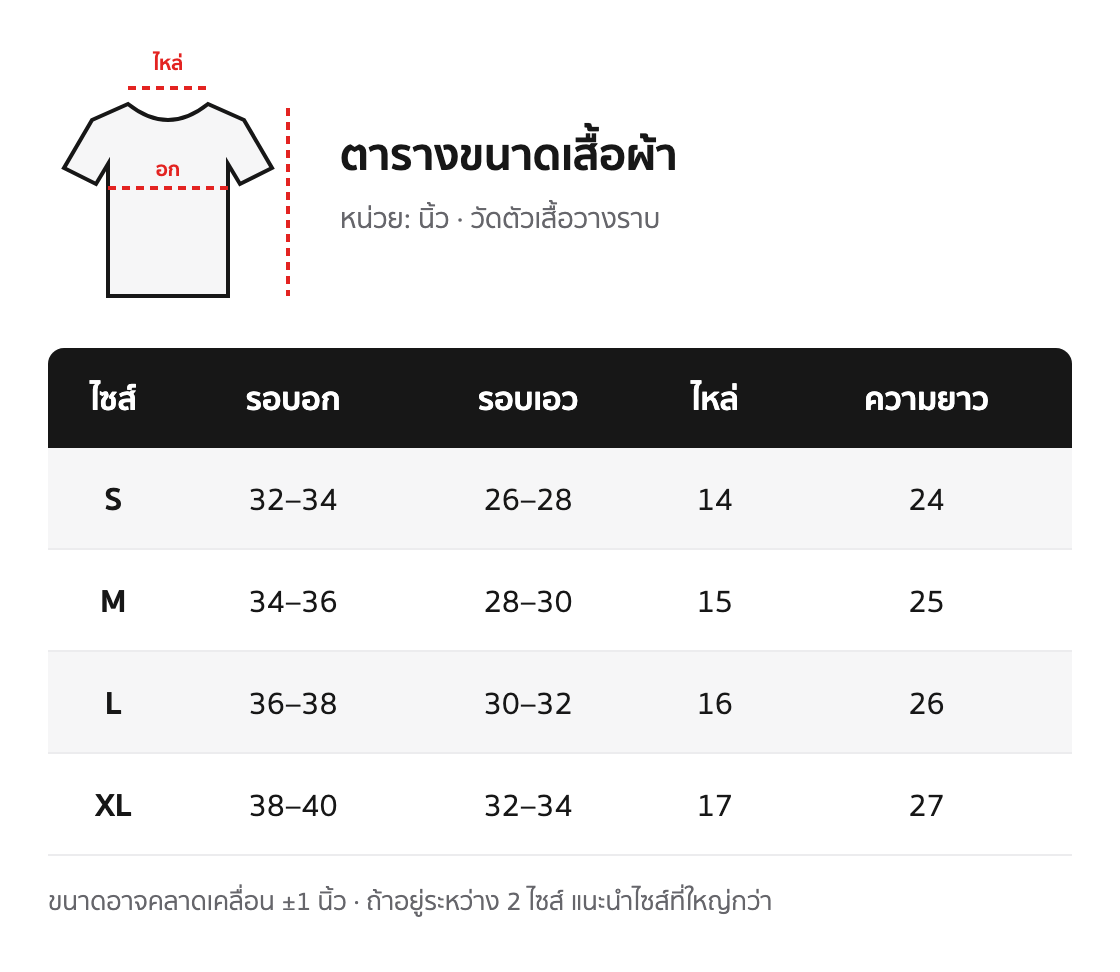 ไหล่
อก
ตารางขนาดเสื้อผ้า
หน่วย: นิ้ว · วัดตัวเสื้อวางราบ
ไซส์ รอบอก รอบเอว ไหล่ ความยาว
S 32–34 26–28 14 24
M 34–36 28–30 15 25
L 36–38 30–32 16 26
XL 38–40 32–34 17 27
ขนาดอาจคลาดเคลื่อน ±1 นิ้ว · ถ้าอยู่ระหว่าง 2 ไซส์ แนะนำไซส์ที่ใหญ่กว่า